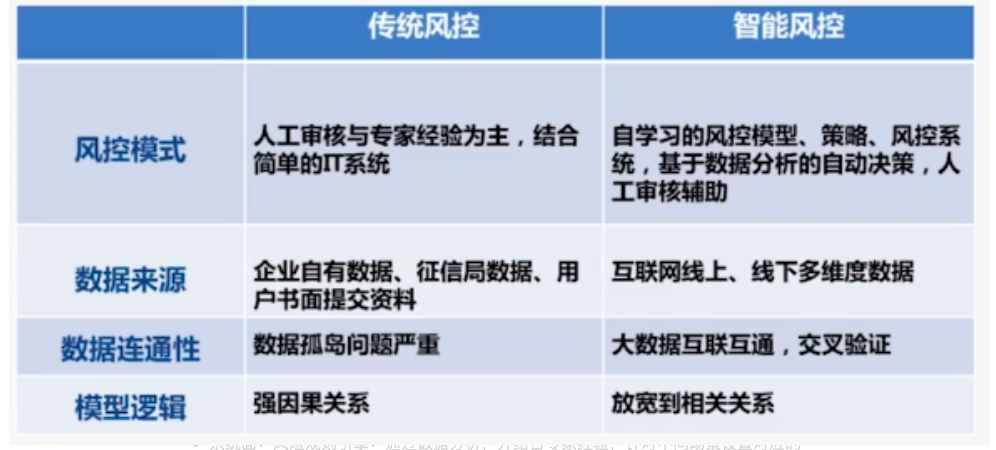 传统风控
智能风控
风控模式
人工审核与专家经验为主，结合
简单的IT系统
自学习的风控模型、策略、风控系
统，基于数据分析的自动决策，人
工审核辅助
数据来源
企业自有数据、征信局数据、用
户书面提交资料
互联网线上、线下多维度数据
数据连通性
数据孤岛问题严重
大数据互联互通，交叉验证
模型逻辑
强因果关系
放宽到相关关系